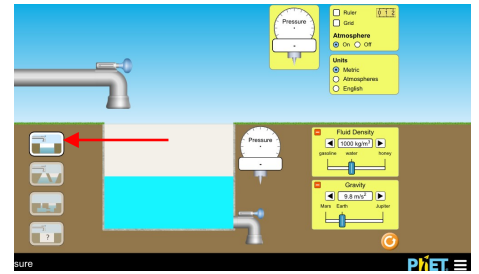 Pressure
-
Ruler
0 1 2
Grid
Atmosphere
On Off
Units
Metric
Atmospheres
English
Pressure
-
Fluid Density
1000 kg/m³
gasoline water honey
Gravity
9.8 m/s²
Mars Earth Jupiter
?
sure
PhET